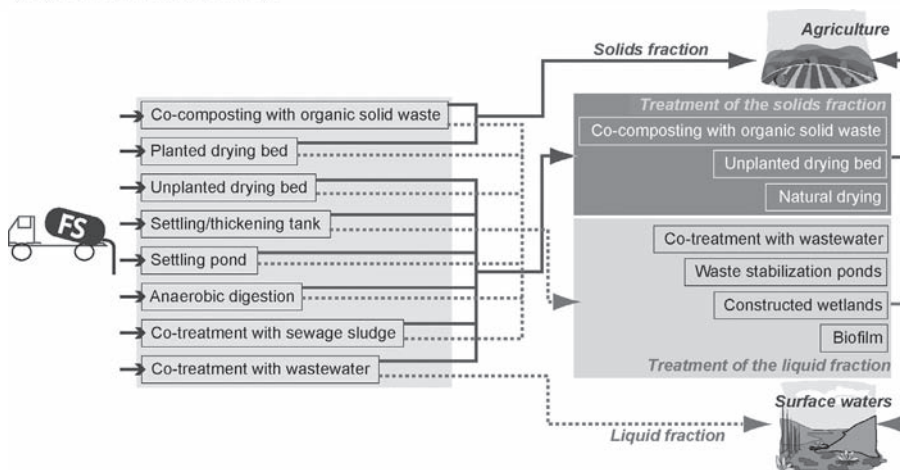 Agriculture
Solids fraction
Co-composting with organic solid waste
Planted drying bed
Unplanted drying bed
FS
Settling/thickening tank
Settling pond
Anaerobic digestion
Co-treatment with sewage sludge
Co-treatment with wastewater
Treatment of the solids fraction
Co-composting with organic solid waste
Unplanted drying bed
Natural drying
Co-treatment with wastewater
Waste stabilization ponds
Constructed wetlands
Biofilm
Treatment of the liquid fraction
Surface waters
Liquid fraction